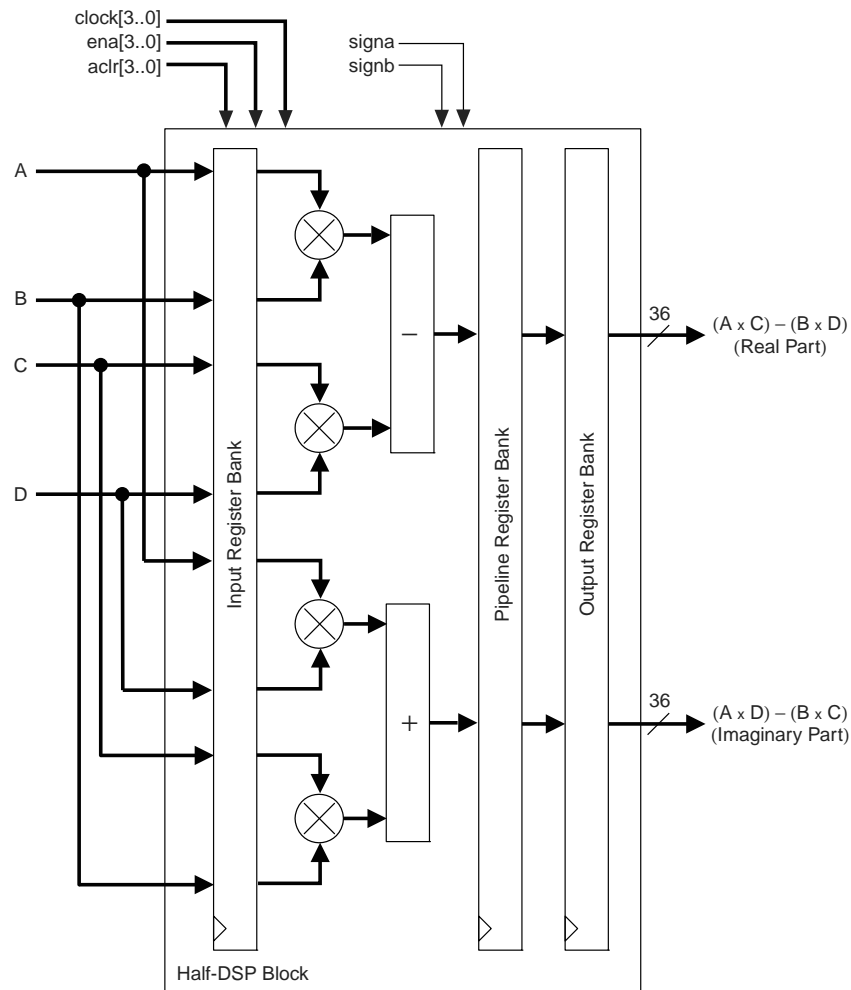 clock[3..0]
ena[3..0]
aclr[3..0]
signa
signb
A
B
C
D
Input Register Bank
−
+
Pipeline Register Bank
Output Register Bank
36
(A x C) − (B x D)
(Real Part)
36
(A x D) − (B x C)
(Imaginary Part)
Half-DSP Block